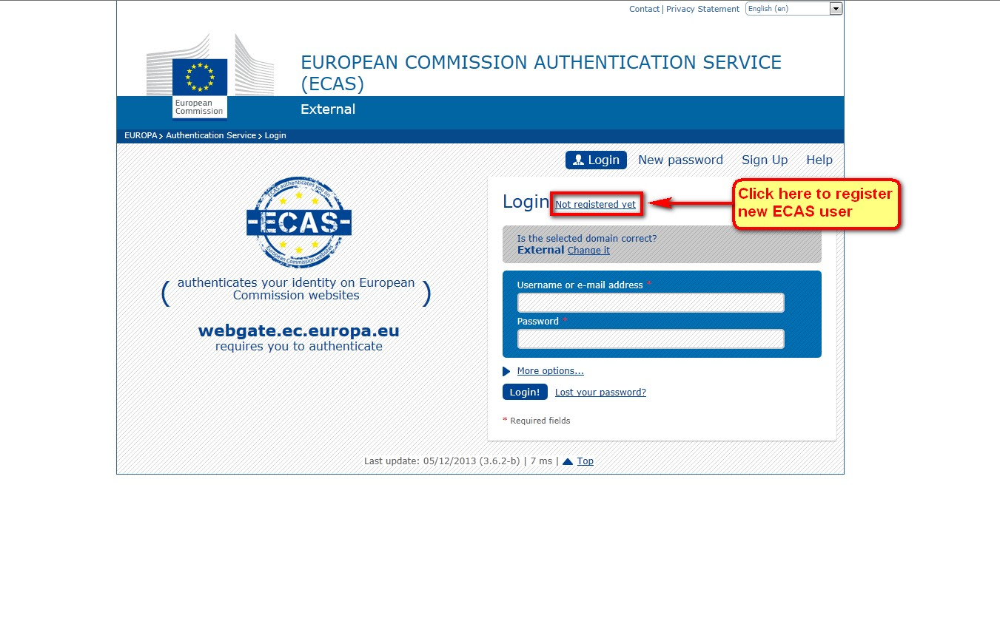 Contact | Privacy Statement English (en)
EUROPEAN COMMISSION AUTHENTICATION SERVICE
(ECAS)
European
Commission
External
EUROPA > Authentication Service > Login
Login New password Sign Up Help
ECAS authenticates you on
ECAS
European Commission websites
authenticates your identity on European
Commission websites
webgate.ec.europa.eu
requires you to authenticate
Login Not registered yet
Click here to register
new ECAS user
Is the selected domain correct?
External Change it
Username or e-mail address *
Password *
More options...
Login! Lost your password?
* Required fields
Last update: 05/12/2013 (3.6.2-b) | 7 ms | Top